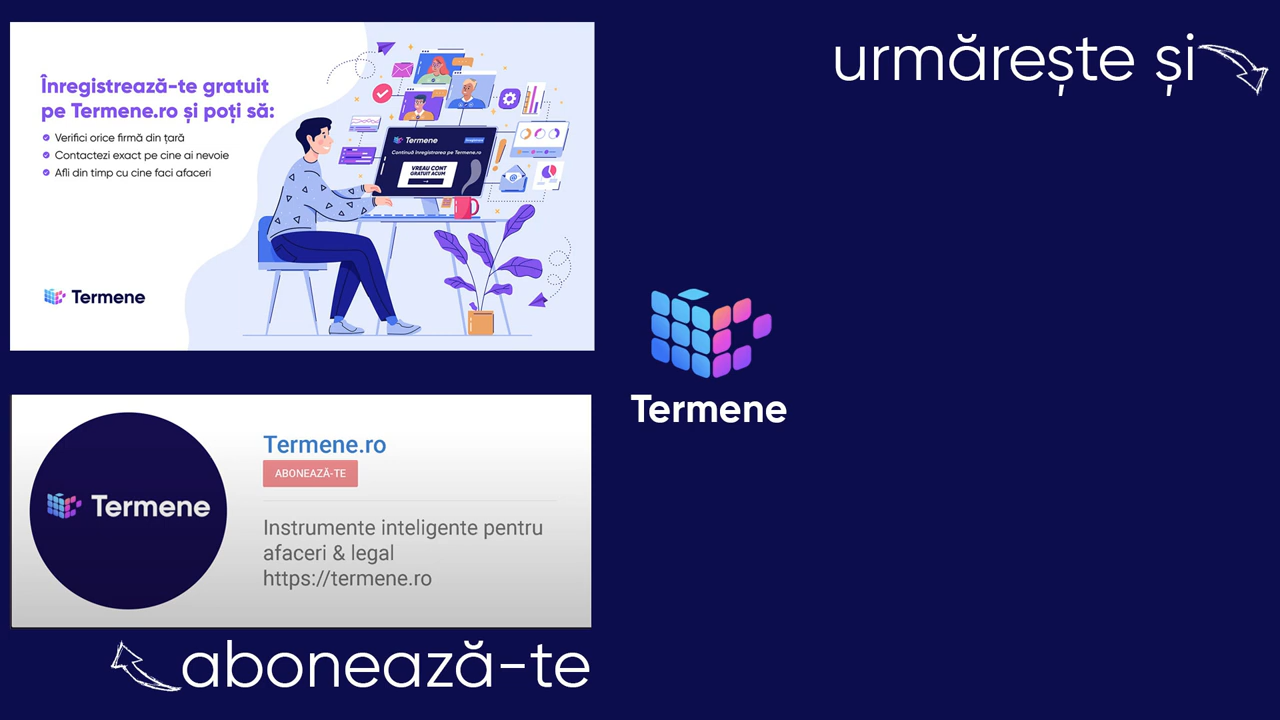 Înregistrează-te gratuit
pe Termene.ro și poți să:
Verifici orice firmă din țară
Contactezi exact pe cine ai nevoie
Afli din timp cu cine faci afaceri
Termene
Termene
Continuă înregistrarea pe Termene.ro
VREAU CONT
GRATUIT ACUM
urmărește și
Termene
Termene
Termene.ro
ABONEAZĂ-TE
Instrumente inteligente pentru
afaceri & legal
https://termene.ro
abonează-te